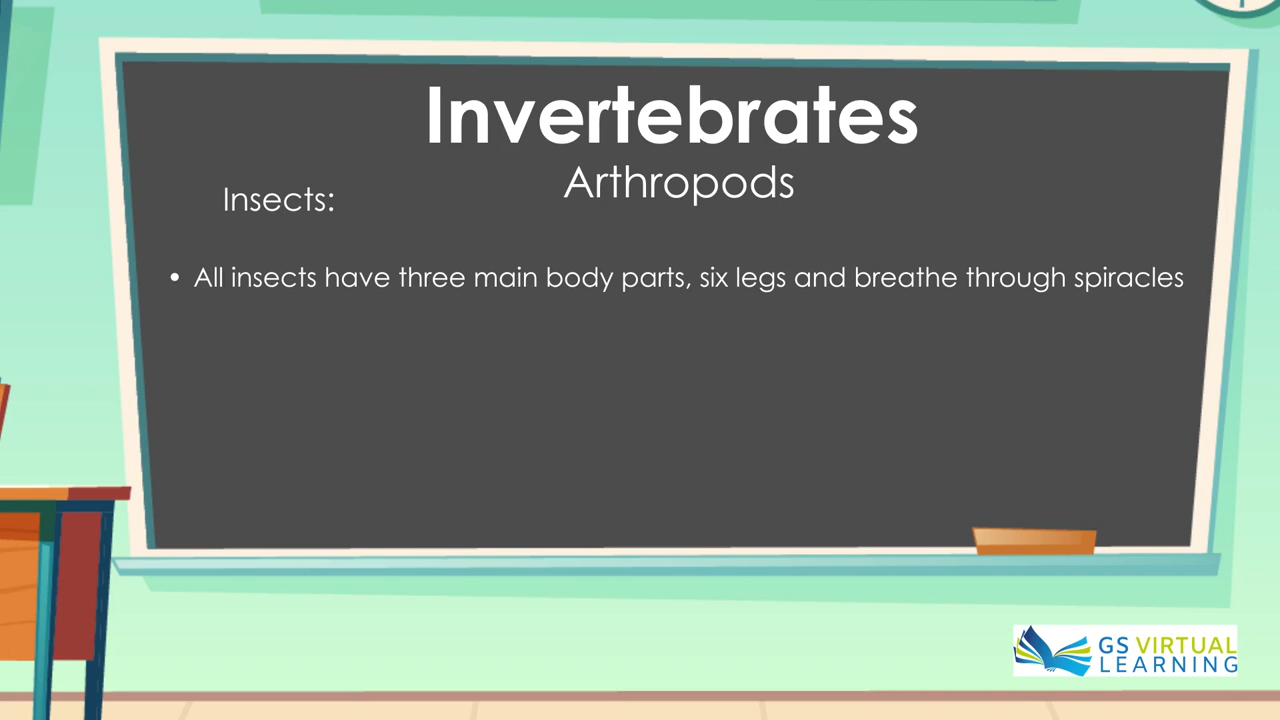 Invertebrates
Arthropods
Insects:
• All insects have three main body parts, six legs and breathe through spiracles
GS VIRTUAL
LEARNING